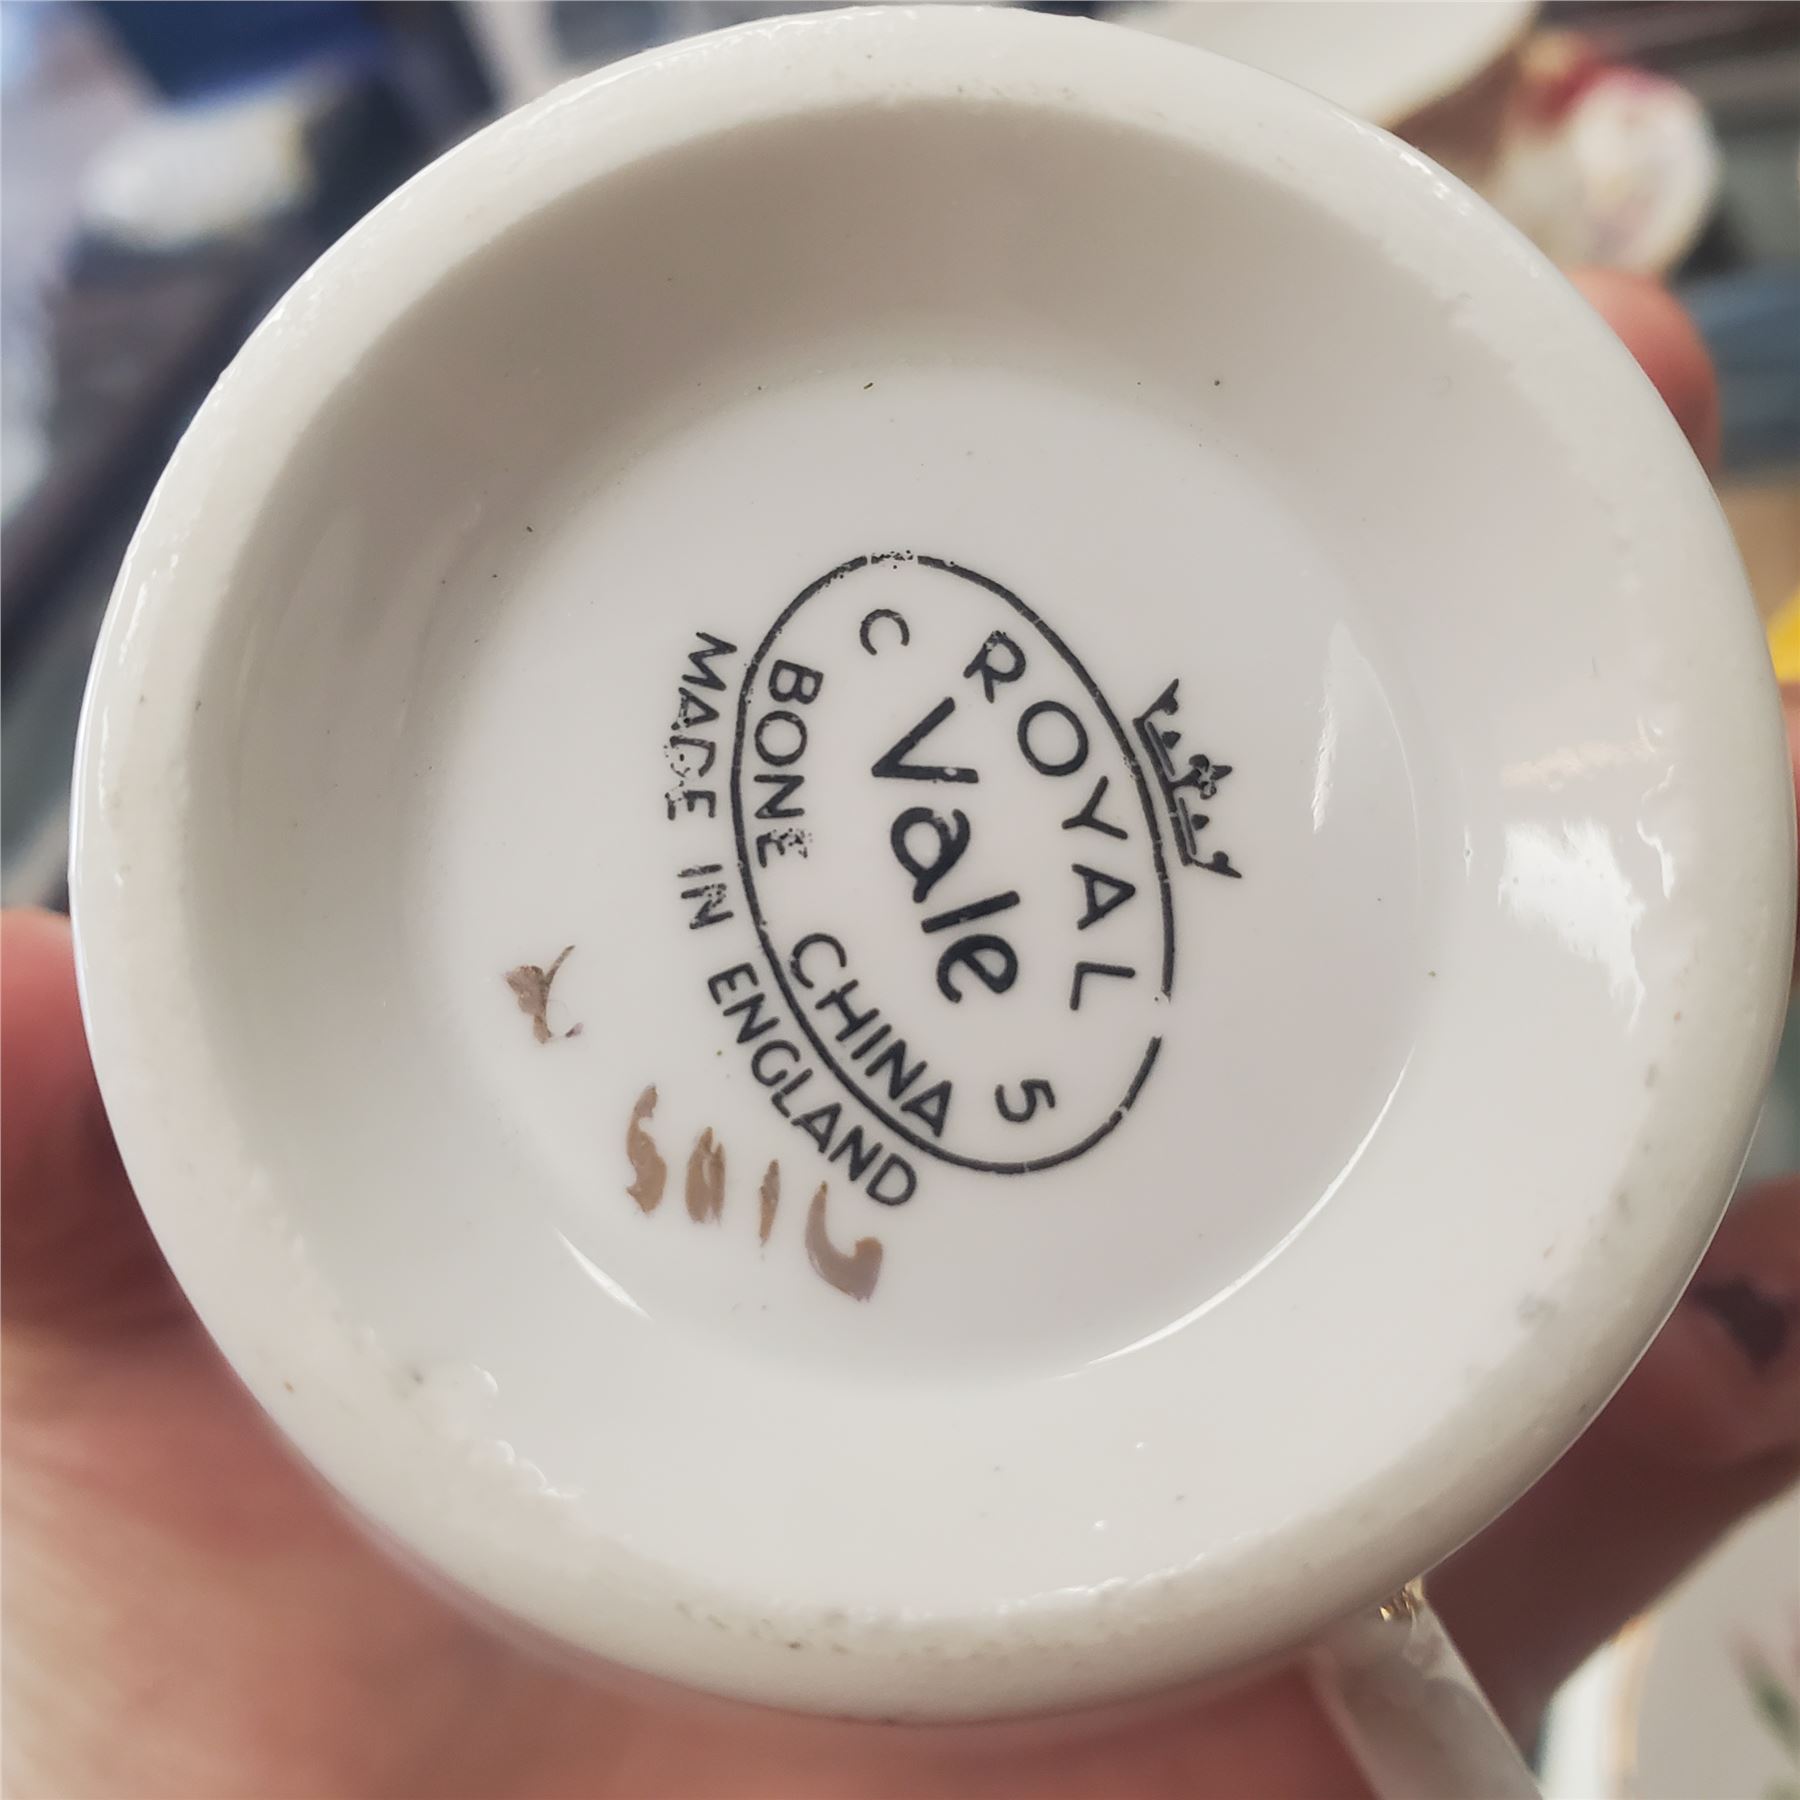 ROYAL
C Vale 5
BONE CHINA
MADE IN ENGLAND